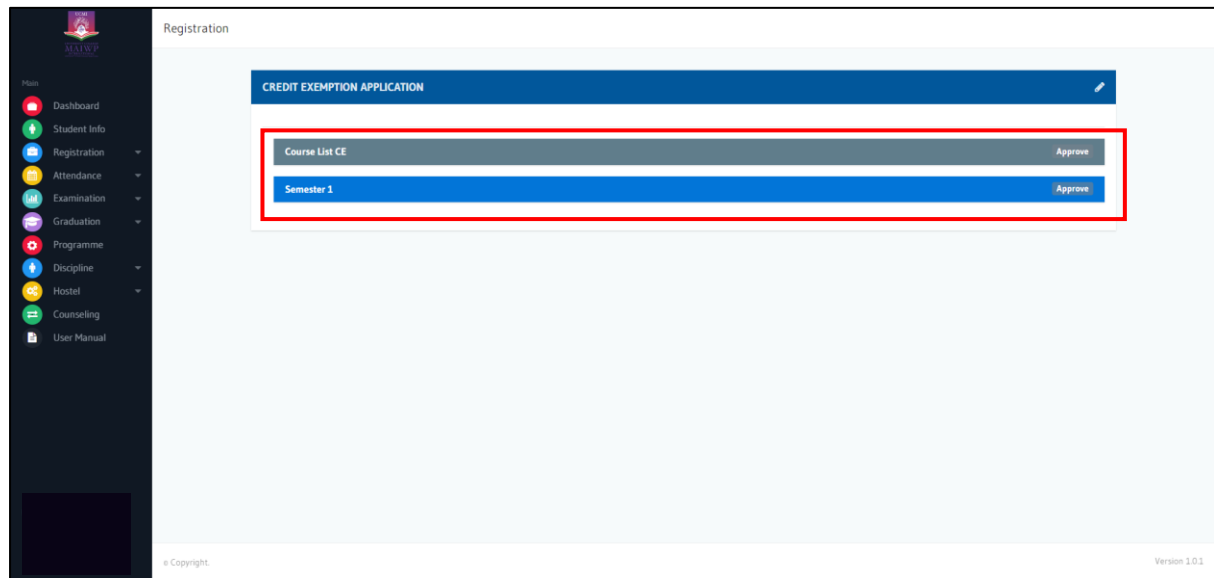 UCMI
MAIWP
Registration
Main
Dashboard
Student Info
Registration
Attendance
Examination
Graduation
Programme
Discipline
Hostel
Counseling
User Manual
CREDIT EXEMPTION APPLICATION
Course List CE Approve
Semester 1 Approve
© Copyright. Version 1.0.1